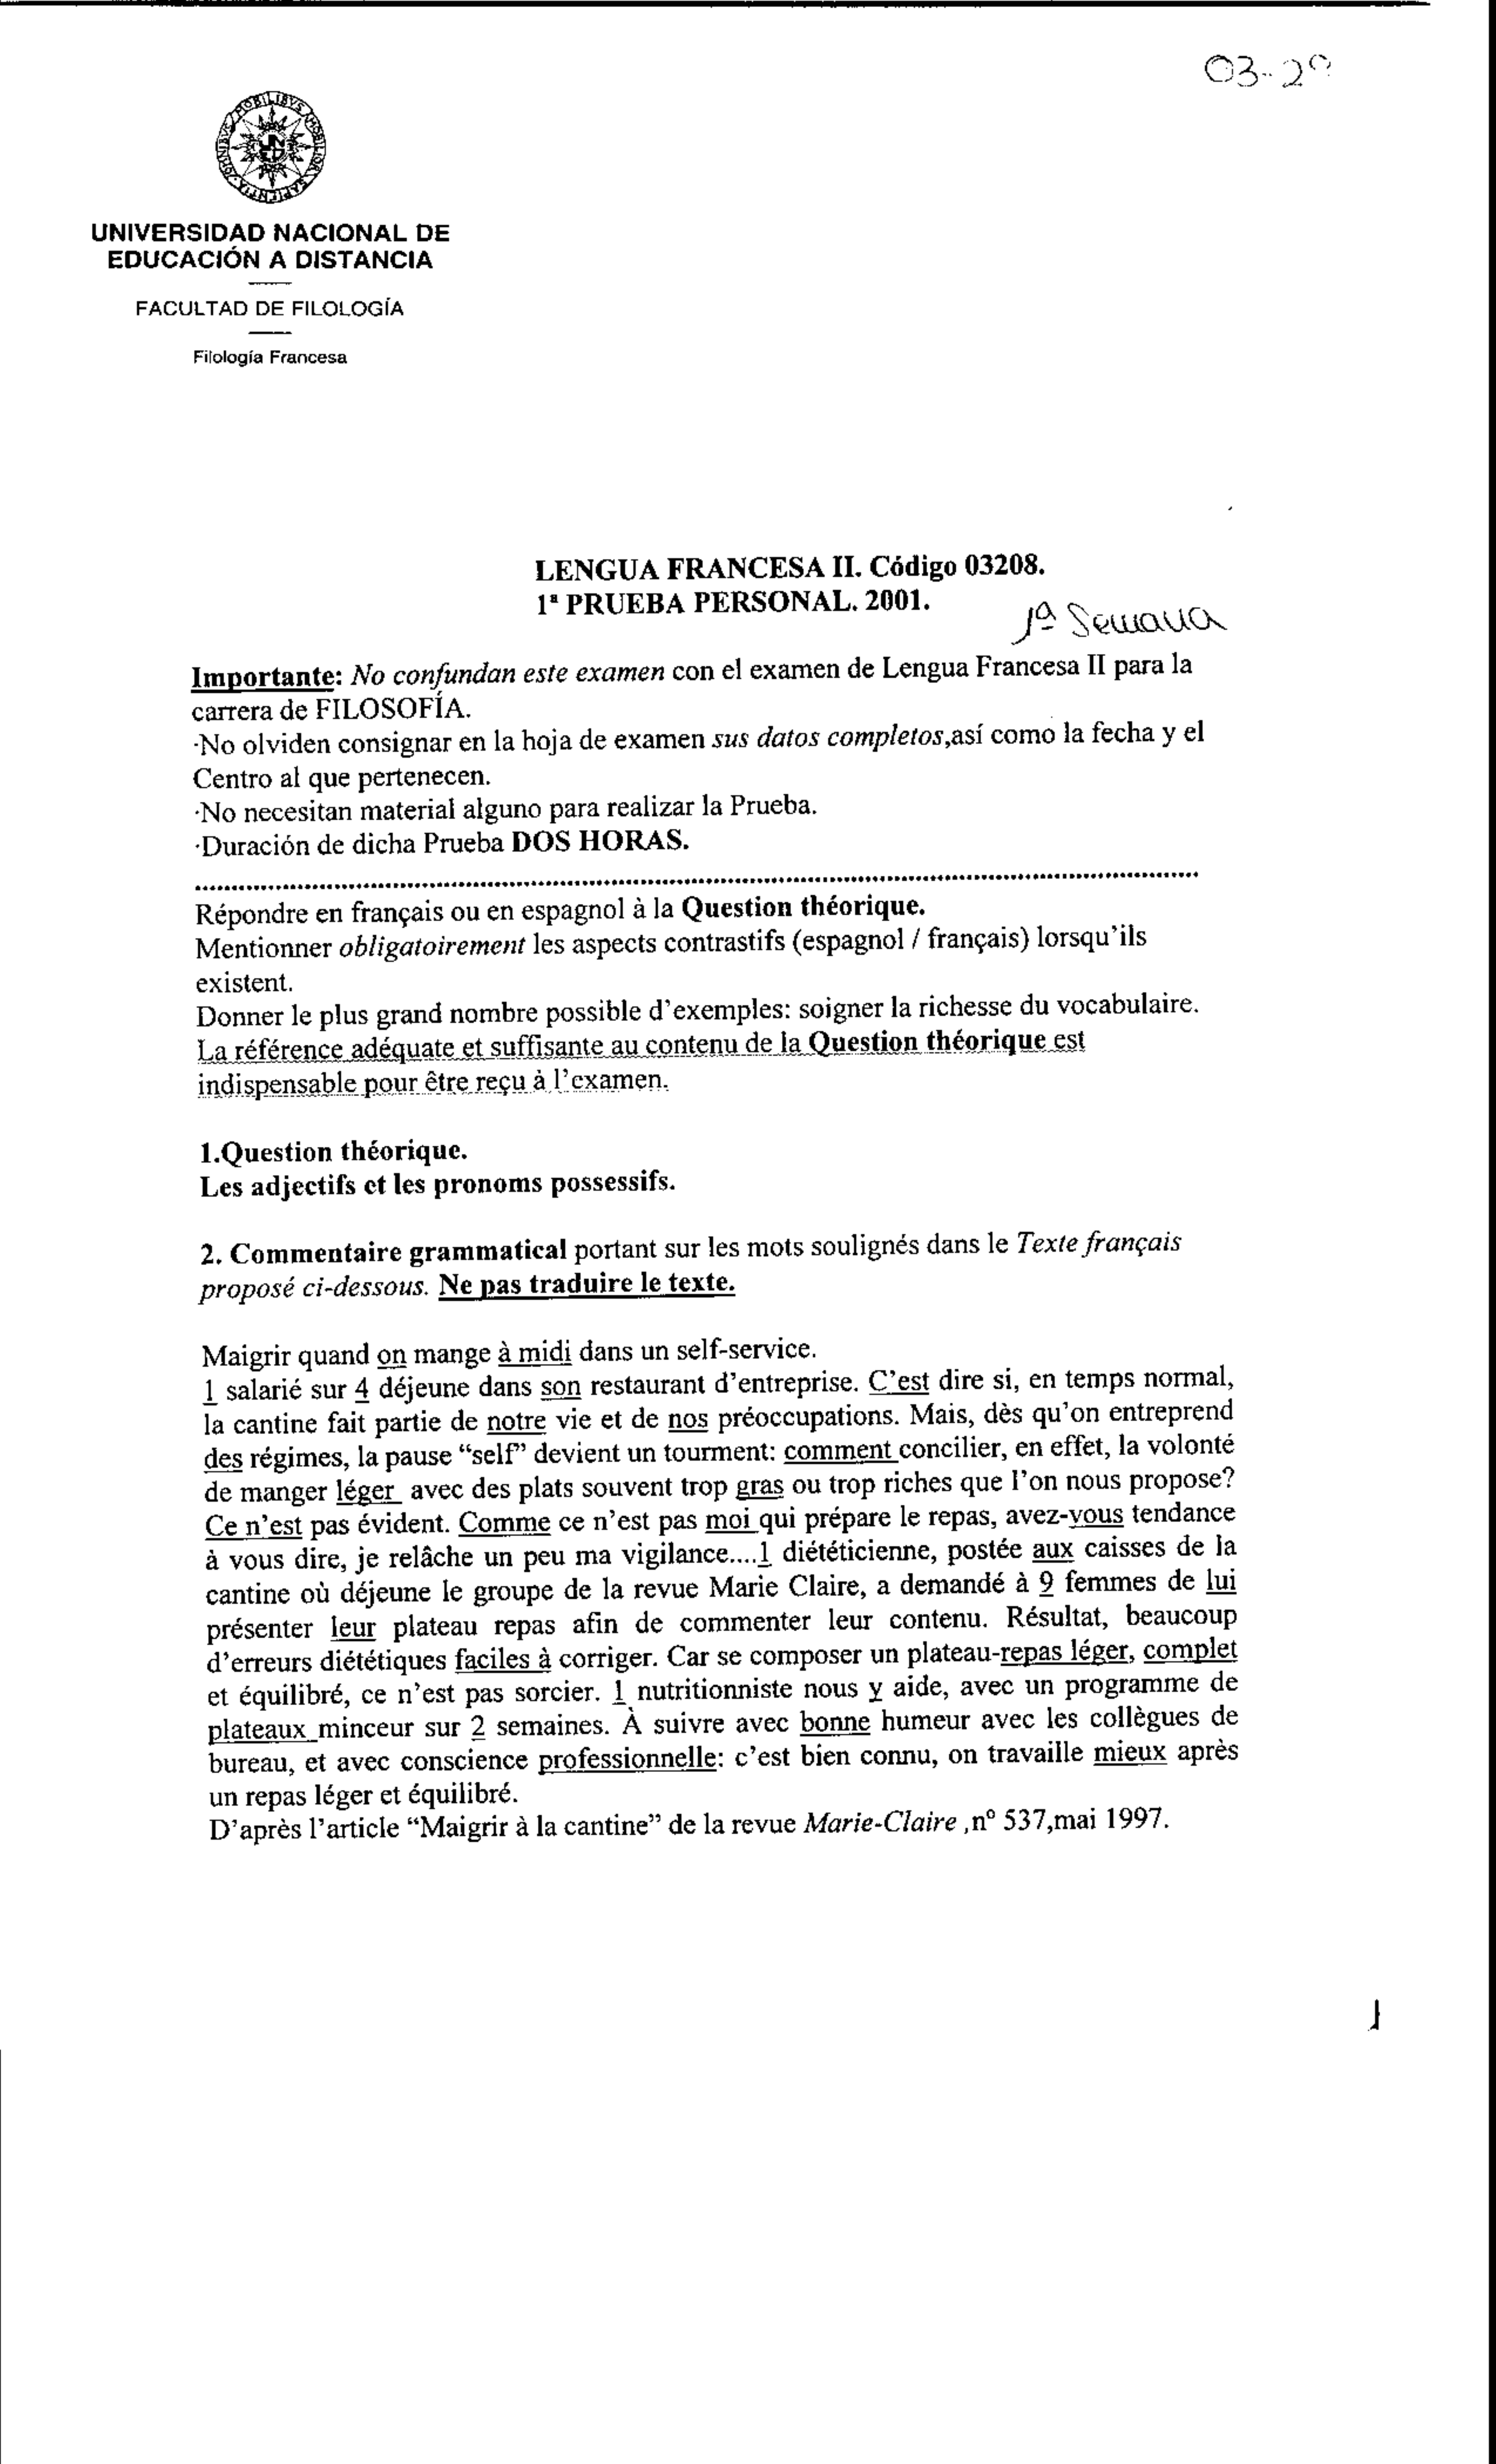 03-2º
UNIVERSIDAD NACIONAL DE
EDUCACIÓN A DISTANCIA
FACULTAD DE FILOLOGÍA
Filología Francesa
LENGUA FRANCESA II. Código 03208.
1ª PRUEBA PERSONAL. 2001.
1ª Semana
Importante: No confundan este examen con el examen de Lengua Francesa II para la
carrera de FILOSOFÍA.
·No olviden consignar en la hoja de examen sus datos completos,así como la fecha y el
Centro al que pertenecen.
·No necesitan material alguno para realizar la Prueba.
·Duración de dicha Prueba DOS HORAS.
Répondre en français ou en espagnol à la Question théorique.
Mentionner obligatoirement les aspects contrastifs (espagnol / français) lorsqu'ils
existent.
Donner le plus grand nombre possible d'exemples: soigner la richesse du vocabulaire.
La référence adéquate et suffisante au contenu de la Question théorique est
indispensable pour être reçu à l'examen.
1.Question théorique.
Les adjectifs et les pronoms possessifs.
2. Commentaire grammatical portant sur les mots soulignés dans le Texte français
proposé ci-dessous. Ne pas traduire le texte.
Maigrir quand on mange à midi dans un self-service.
1 salarié sur 4 déjeune dans son restaurant d'entreprise. C'est dire si, en temps normal,
la cantine fait partie de notre vie et de nos préoccupations. Mais, dès qu'on entreprend
des régimes, la pause “self” devient un tourment: comment concilier, en effet, la volonté
de manger léger avec des plats souvent trop gras ou trop riches que l'on nous propose?
Ce n'est pas évident. Comme ce n'est pas moi qui prépare le repas, avez-vous tendance
à vous dire, je relâche un peu ma vigilance....1 diététicienne, postée aux caisses de la
cantine où déjeune le groupe de la revue Marie Claire, a demandé à 9 femmes de lui
présenter leur plateau repas afin de commenter leur contenu. Résultat, beaucoup
d'erreurs diététiques faciles à corriger. Car se composer un plateau-repas léger, complet
et équilibré, ce n'est pas sorcier. 1 nutritionniste nous y aide, avec un programme de
plateaux minceur sur 2 semaines. À suivre avec bonne humeur avec les collègues de
bureau, et avec conscience professionnelle: c'est bien connu, on travaille mieux après
un repas léger et équilibré.
D'après l'article “Maigrir à la cantine” de la revue Marie-Claire ,nº 537,mai 1997.